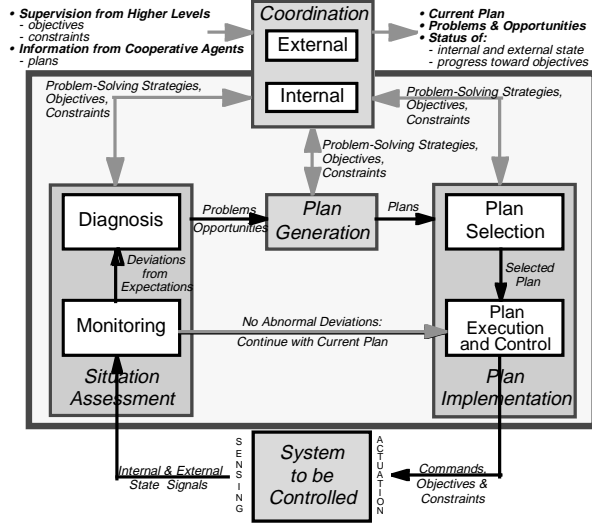 • Supervision from Higher Levels
- objectives
- constraints
• Information from Cooperative Agents
- plans
Coordination
External
Internal
• Current Plan
• Problems & Opportunities
• Status of:
- internal and external state
- progress toward objectives
Problem-Solving Strategies,
Objectives,
Constraints
Problem-Solving Strategies,
Objectives,
Constraints
Problem-Solving Strategies,
Objectives,
Constraints
Diagnosis
Problems
Opportunities
Plan
Generation
Plans
Plan
Selection
Deviations
from
Expectations
Selected
Plan
Monitoring
No Abnormal Deviations:
Continue with Current Plan
Plan
Execution
and Control
Situation
Assessment
Plan
Implementation
Internal & External
State Signals
SENSING
System
to be
Controlled
ACTUATION
Commands,
Objectives &
Constraints